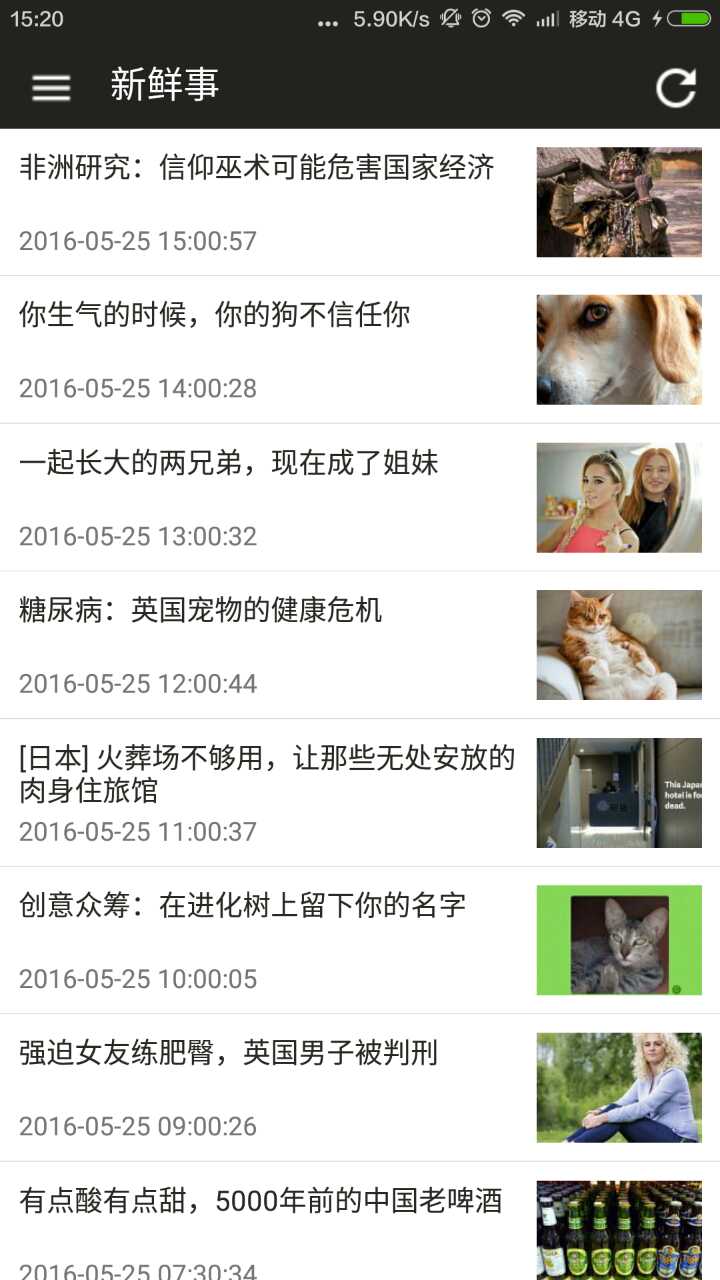 15:20 ... 5.90K/s 移动 4G
新鲜事
非洲研究：信仰巫术可能危害国家经济
2016-05-25 15:00:57
你生气的时候，你的狗不信任你
2016-05-25 14:00:28
一起长大的两兄弟，现在成了姐妹
2016-05-25 13:00:32
糖尿病：英国宠物的健康危机
2016-05-25 12:00:44
[日本] 火葬场不够用，让那些无处安放的
肉身住旅馆
2016-05-25 11:00:37
This Japa
hotel is fo
dead.
创意众筹：在进化树上留下你的名字
2016-05-25 10:00:05
强迫女友练肥臀，英国男子被判刑
2016-05-25 09:00:26
有点酸有点甜，5000年前的中国老啤酒
2016-05-25 07:30:34